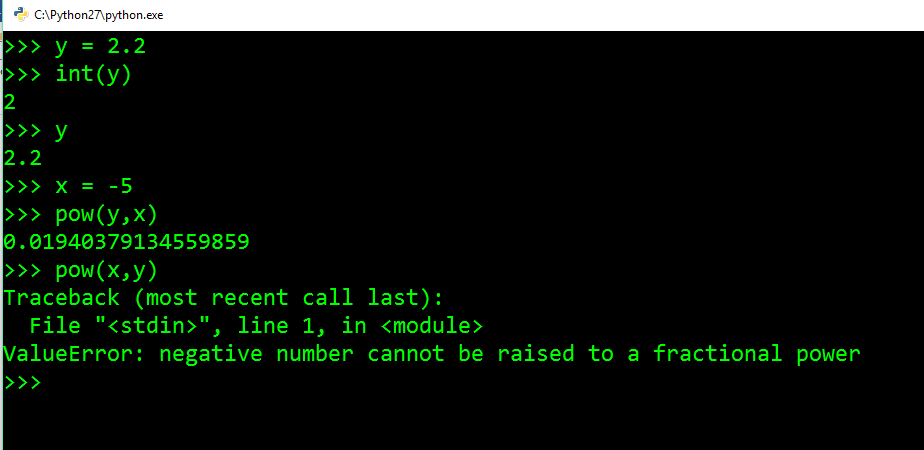 C:\Python27\python.exe
>>> y = 2.2
>>> int(y)
2
>>> y
2.2
>>> x = -5
>>> pow(y,x)
0.01940379134559859
>>> pow(x,y)
Traceback (most recent call last):
  File "<stdin>", line 1, in <module>
ValueError: negative number cannot be raised to a fractional power
>>>